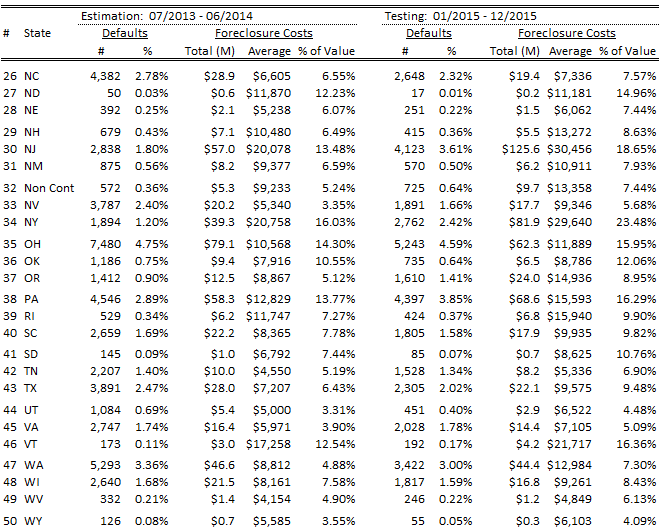 Estimation: 07/2013 - 06/2014 Testing: 01/2015 - 12/2015
Defaults Foreclosure Costs Defaults Foreclosure Costs
# State # % Total (M) Average % of Value # % Total (M) Average % of Value
26 NC 4,382 2.78% $28.9 $6,605 6.55% 2,648 2.32% $19.4 $7,336 7.57%
27 ND 50 0.03% $0.6 $11,870 12.23% 17 0.01% $0.2 $11,181 14.96%
28 NE 392 0.25% $2.1 $5,238 6.07% 251 0.22% $1.5 $6,062 7.44%
29 NH 679 0.43% $7.1 $10,480 6.49% 415 0.36% $5.5 $13,272 8.63%
30 NJ 2,838 1.80% $57.0 $20,078 13.48% 4,123 3.61% $125.6 $30,456 18.65%
31 NM 875 0.56% $8.2 $9,377 6.59% 570 0.50% $6.2 $10,911 7.93%
32 Non Cont 572 0.36% $5.3 $9,233 5.24% 725 0.64% $9.7 $13,358 7.44%
33 NV 3,787 2.40% $20.2 $5,340 3.35% 1,891 1.66% $17.7 $9,346 5.68%
34 NY 1,894 1.20% $39.3 $20,758 16.03% 2,762 2.42% $81.9 $29,640 23.48%
35 OH 7,480 4.75% $79.1 $10,568 14.30% 5,243 4.59% $62.3 $11,889 15.95%
36 OK 1,186 0.75% $9.4 $7,916 10.55% 735 0.64% $6.5 $8,786 12.06%
37 OR 1,412 0.90% $12.5 $8,867 5.12% 1,610 1.41% $24.0 $14,936 8.95%
38 PA 4,546 2.89% $58.3 $12,829 13.77% 4,397 3.85% $68.6 $15,593 16.29%
39 RI 529 0.34% $6.2 $11,747 7.27% 424 0.37% $6.8 $15,940 9.90%
40 SC 2,659 1.69% $22.2 $8,365 7.78% 1,805 1.58% $17.9 $9,935 9.82%
41 SD 145 0.09% $1.0 $6,792 7.44% 85 0.07% $0.7 $8,625 10.76%
42 TN 2,207 1.40% $10.0 $4,550 5.19% 1,528 1.34% $8.2 $5,336 6.90%
43 TX 3,891 2.47% $28.0 $7,207 6.43% 2,305 2.02% $22.1 $9,575 9.48%
44 UT 1,084 0.69% $5.4 $5,000 3.31% 451 0.40% $2.9 $6,522 4.48%
45 VA 2,747 1.74% $16.4 $5,971 3.90% 2,028 1.78% $14.4 $7,105 5.09%
46 VT 173 0.11% $3.0 $17,258 12.54% 192 0.17% $4.2 $21,717 16.36%
47 WA 5,293 3.36% $46.6 $8,812 4.88% 3,422 3.00% $44.4 $12,984 7.30%
48 WI 2,640 1.68% $21.5 $8,161 7.58% 1,817 1.59% $16.8 $9,261 8.43%
49 WV 332 0.21% $1.4 $4,154 4.90% 246 0.22% $1.2 $4,849 6.13%
50 WY 126 0.08% $0.7 $5,585 3.55% 55 0.05% $0.3 $6,103 4.09%